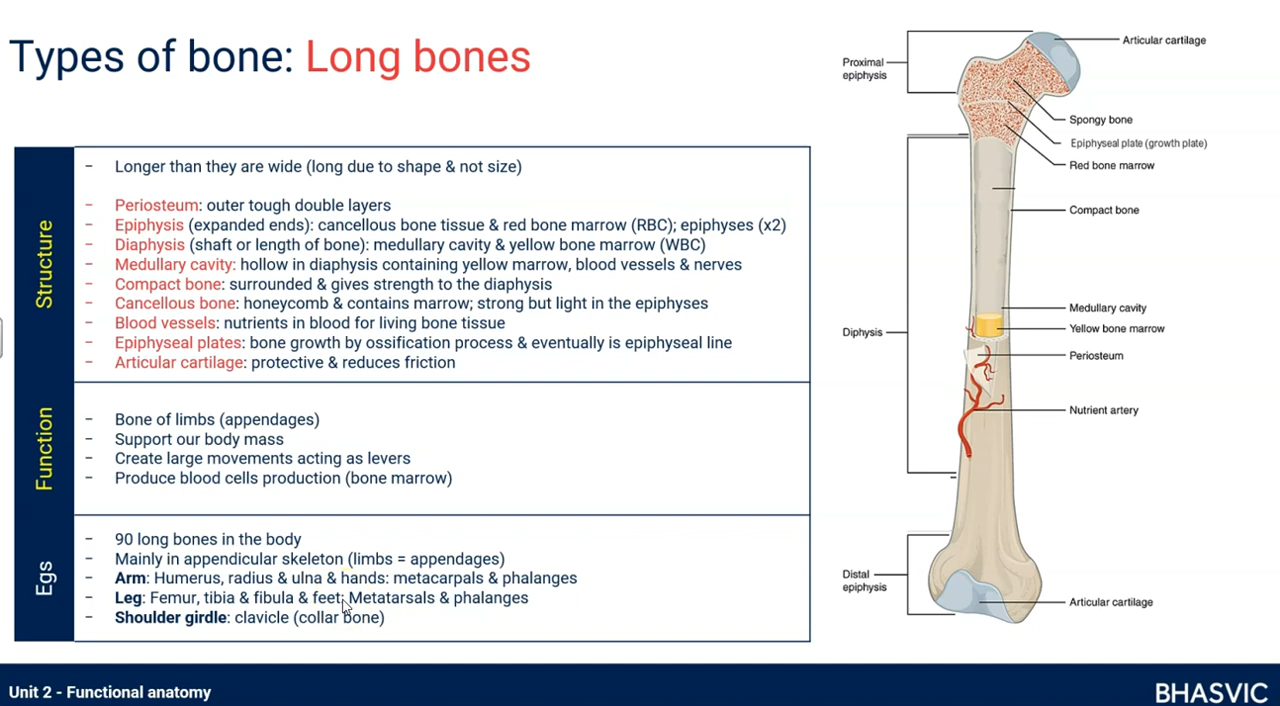 Types of bone: Long bones
Structure
- Longer than they are wide (long due to shape & not size)
- Periosteum: outer tough double layers
- Epiphysis (expanded ends): cancellous bone tissue & red bone marrow (RBC); epiphyses (x2)
- Diaphysis (shaft or length of bone): medullary cavity & yellow bone marrow (WBC)
- Medullary cavity: hollow in diaphysis containing yellow marrow, blood vessels & nerves
- Compact bone: surrounded & gives strength to the diaphysis
- Cancellous bone: honeycomb & contains marrow; strong but light in the epiphyses
- Blood vessels: nutrients in blood for living bone tissue
- Epiphyseal plates: bone growth by ossification process & eventually is epiphyseal line
- Articular cartilage: protective & reduces friction
Function
- Bone of limbs (appendages)
- Support our body mass
- Create large movements acting as levers
- Produce blood cells production (bone marrow)
Egs
- 90 long bones in the body
- Mainly in appendicular skeleton (limbs = appendages)
- Arm: Humerus, radius & ulna & hands: metacarpals & phalanges
- Leg: Femur, tibia & fibula & feet: Metatarsals & phalanges
- Shoulder girdle: clavicle (collar bone)
Articular cartilage
Proximal
epiphysis
Spongy bone
Epiphyseal plate (growth plate)
Red bone marrow
Compact bone
Medullary cavity
Yellow bone marrow
Diphysis
Periosteum
Nutrient artery
Distal
epiphysis
Articular cartilage
Unit 2 - Functional anatomy
BHASVIC